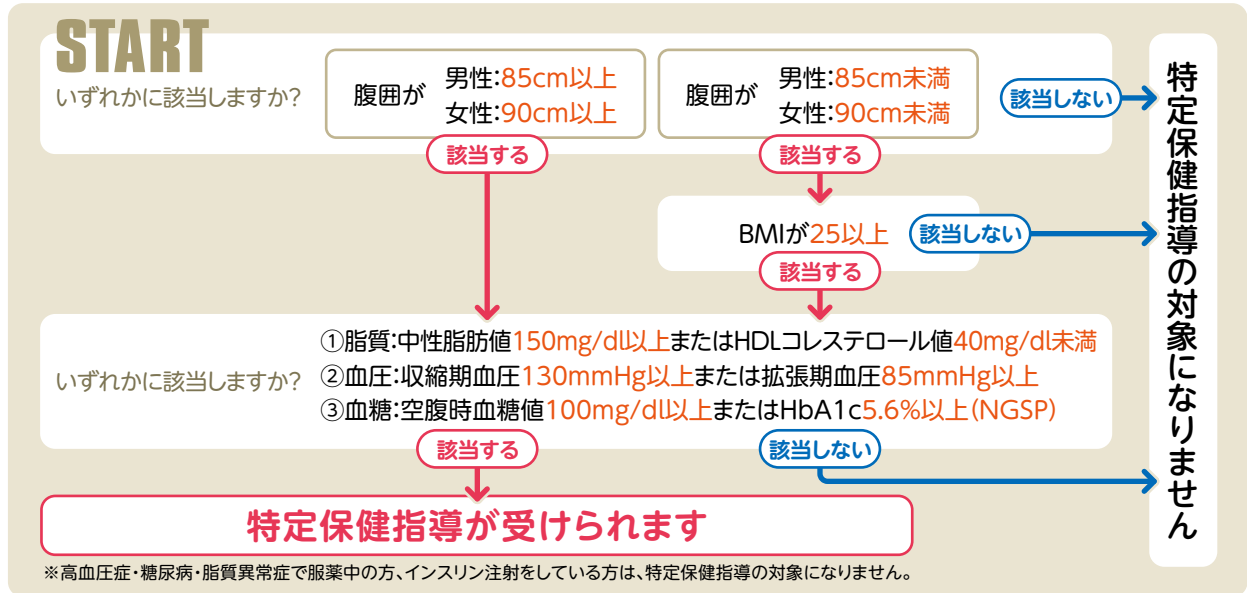 START
いずれかに該当しますか?
腹囲が
男性:85cm以上
女性:90cm以上
腹囲が
男性:85cm未満
女性:90cm未満
該当しない
該当する
該当する
BMIが25以上
該当しない
該当する
いずれかに該当しますか?
①脂質:中性脂肪値150mg/dl以上またはHDLコレステロール値40mg/dl未満
②血圧:収縮期血圧130mmHg以上または拡張期血圧85mmHg以上
③血糖:空腹時血糖値100mg/dl以上またはHbA1c5.6%以上(NGSP)
該当する
該当しない
特定保健指導が受けられます
特定保健指導の対象になりません
※高血圧症・糖尿病・脂質異常症で服薬中の方、インスリン注射をしている方は、特定保健指導の対象になりません。